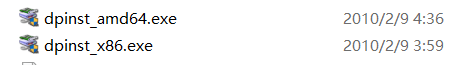 dpinst_amd64.exe 2010/2/9 4:36
dpinst_x86.exe 2010/2/9 3:59